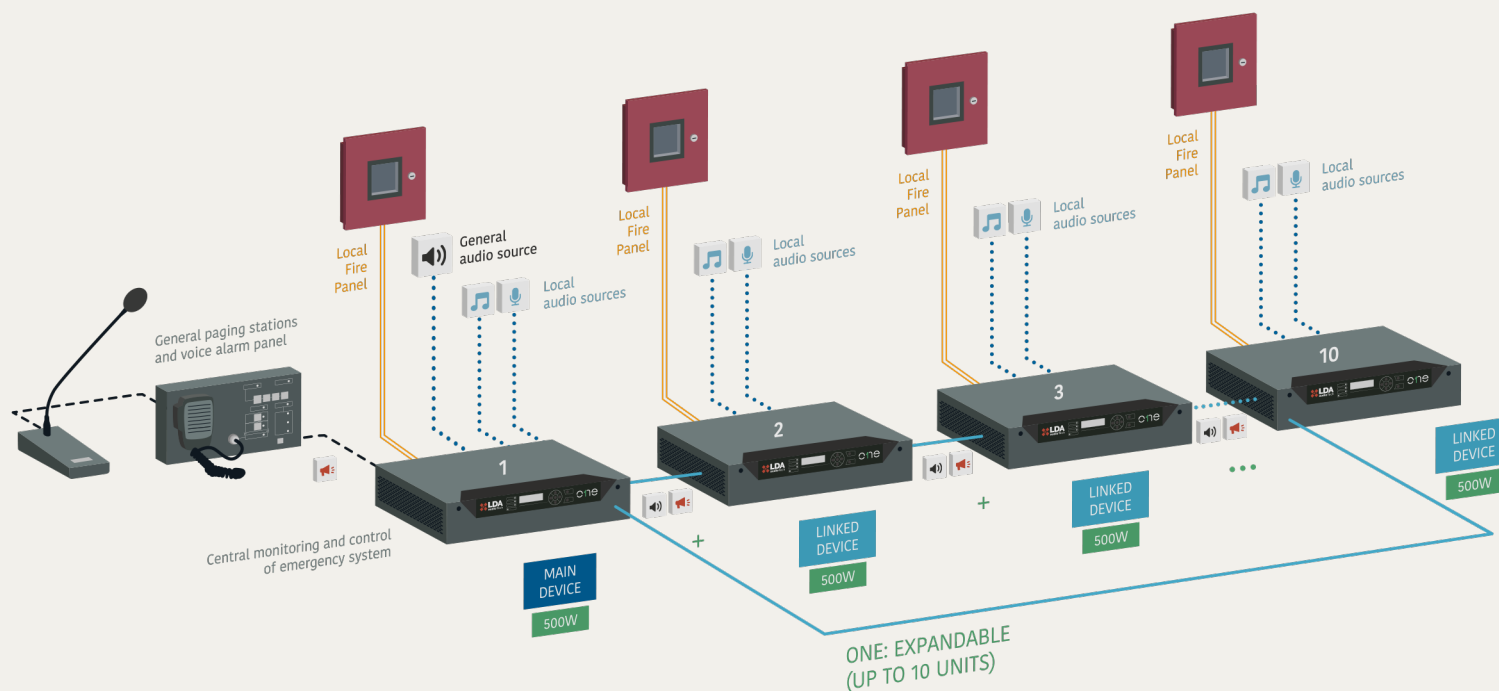 Local
Fire
Panel
General
audio source
Local
audio sources
Local
Fire
Panel
Local
audio sources
Local
Fire
Panel
Local
audio sources
Local
Fire
Panel
Local
audio sources
General paging stations
and voice alarm panel
Central monitoring and control
of emergency system
1
LDA
one
MAIN
DEVICE
500W
+
2
LDA
one
LINKED
DEVICE
500W
+
3
LDA
one
LINKED
DEVICE
500W
...
10
LDA
one
LINKED
DEVICE
500W
ONE: EXPANDABLE
(UP TO 10 UNITS)